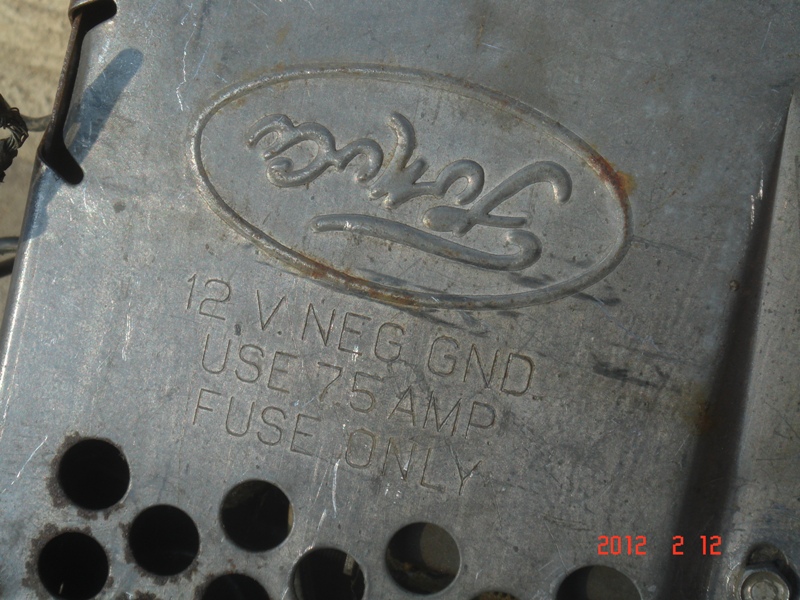 Ford
12 V. NEG. GND.
USE 7.5 AMP.
FUSE ONLY
2012 2 12